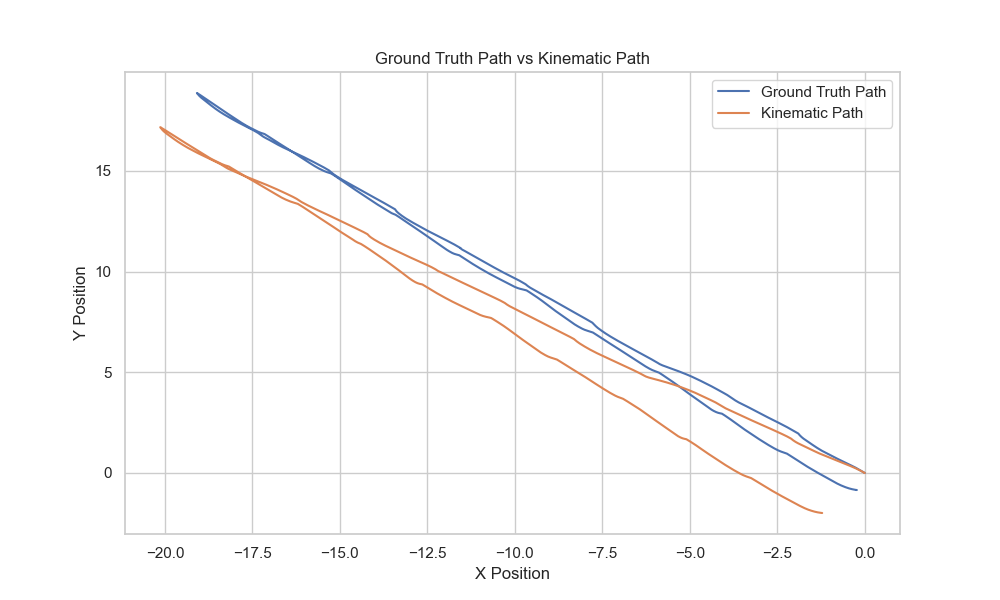 Ground Truth Path vs Kinematic Path
Ground Truth Path
Kinematic Path
Y Position
15
10
5
0
−20.0 −17.5 −15.0 −12.5 −10.0 −7.5 −5.0 −2.5 0.0
X Position